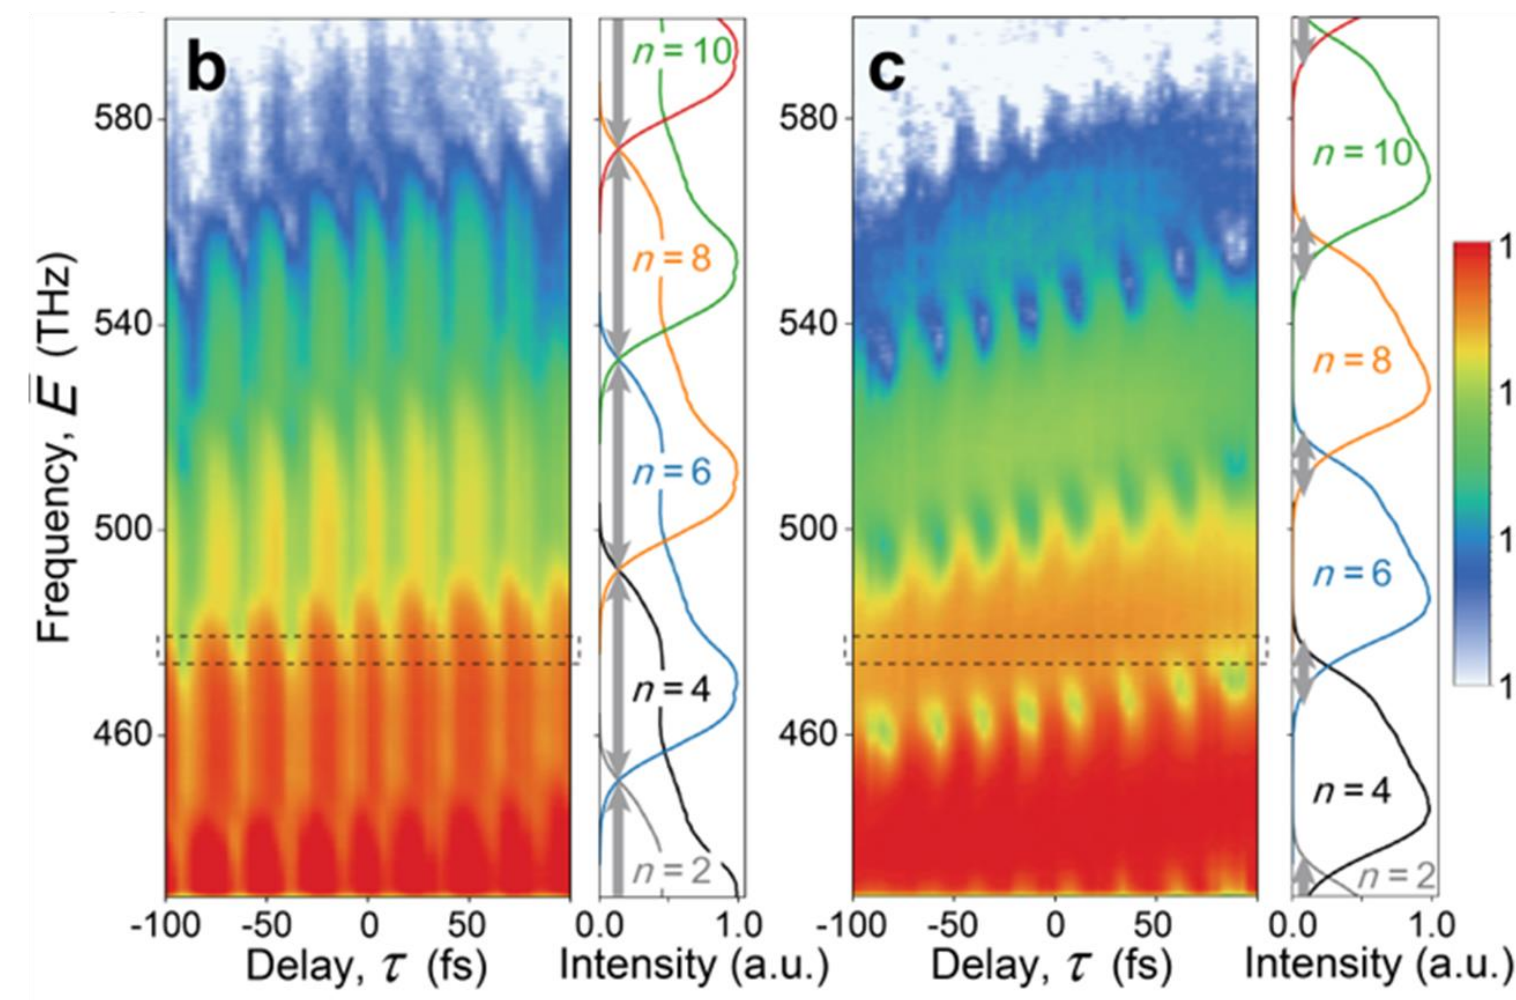 b
c
Frequency, E̅ (THz)
580
540
500
460
-100
-50
0
50
Delay, τ (fs)
n = 10
n = 8
n = 6
n = 4
n = 2
0.0
1.0
Intensity (a.u.)
580
540
500
460
-100
-50
0
50
Delay, τ (fs)
n = 10
n = 8
n = 6
n = 4
n = 2
0.0
1.0
Intensity (a.u.)
1
1
1
1